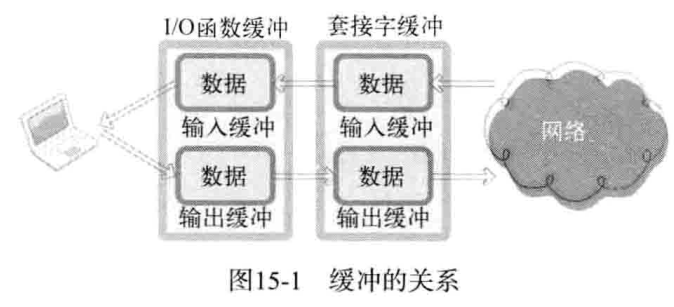 I/O函数缓冲 套接字缓冲
数据 数据
输入缓冲 输入缓冲
网络
数据 数据
输出缓冲 输出缓冲
图15-1 缓冲的关系